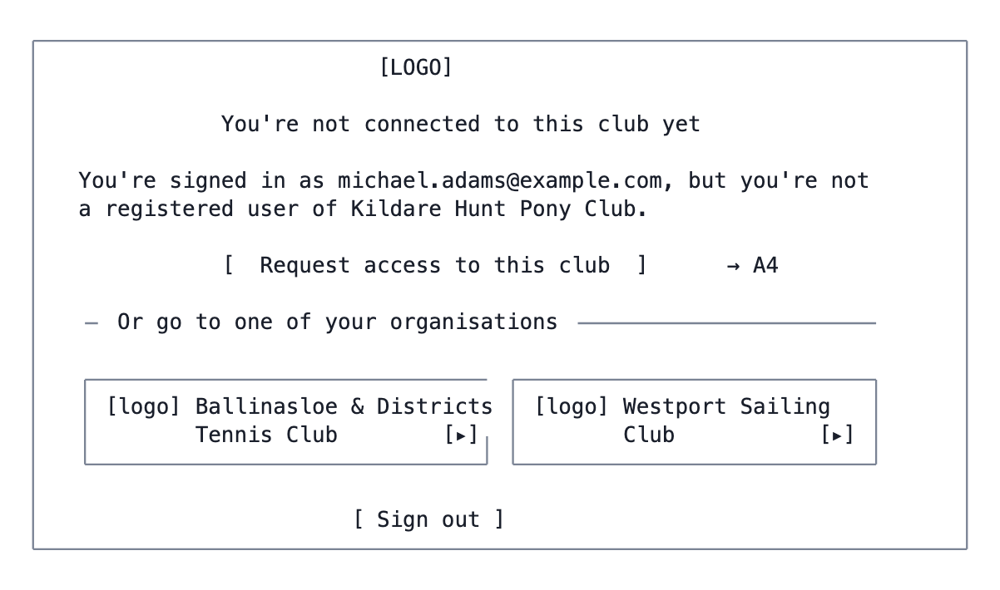 [LOGO]
You're not connected to this club yet
You're signed in as michael.adams@example.com, but you're not
a registered user of Kildare Hunt Pony Club.
[ Request access to this club ] → A4
Or go to one of your organisations
[logo] Ballinasloe & Districts
Tennis Club [▸]
[logo] Westport Sailing
Club [▸]
[ Sign out ]